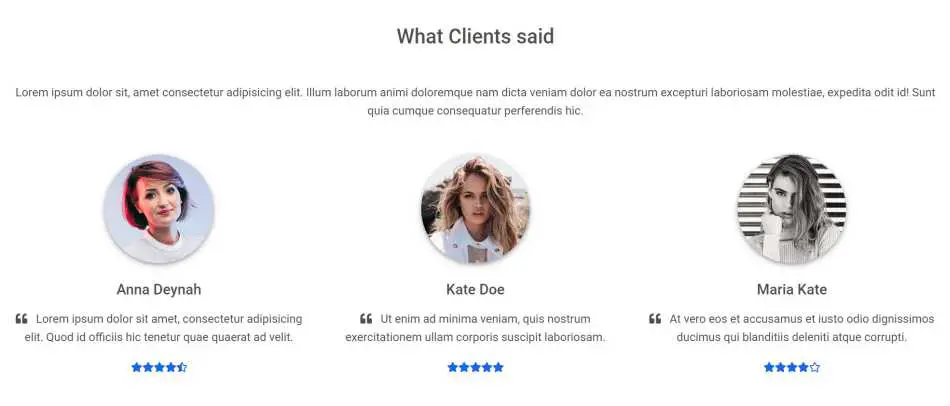 What Clients said
Lorem ipsum dolor sit, amet consectetur adipisicing elit. Illum laborum animi doloremque nam dicta veniam dolor ea nostrum excepturi laboriosam molestiae, expedita odit id! Sunt
quia cumque consequatur perferendis hic.
Anna Deynah
❝ Lorem ipsum dolor sit amet, consectetur adipisicing
elit. Quod id officiis hic tenetur quae quaerat ad velit.
Kate Doe
❝ Ut enim ad minima veniam, quis nostrum
exercitationem ullam corporis suscipit laboriosam.
Maria Kate
❝ At vero eos et accusamus et iusto odio dignissimos
ducimus qui blanditiis deleniti atque corrupti.